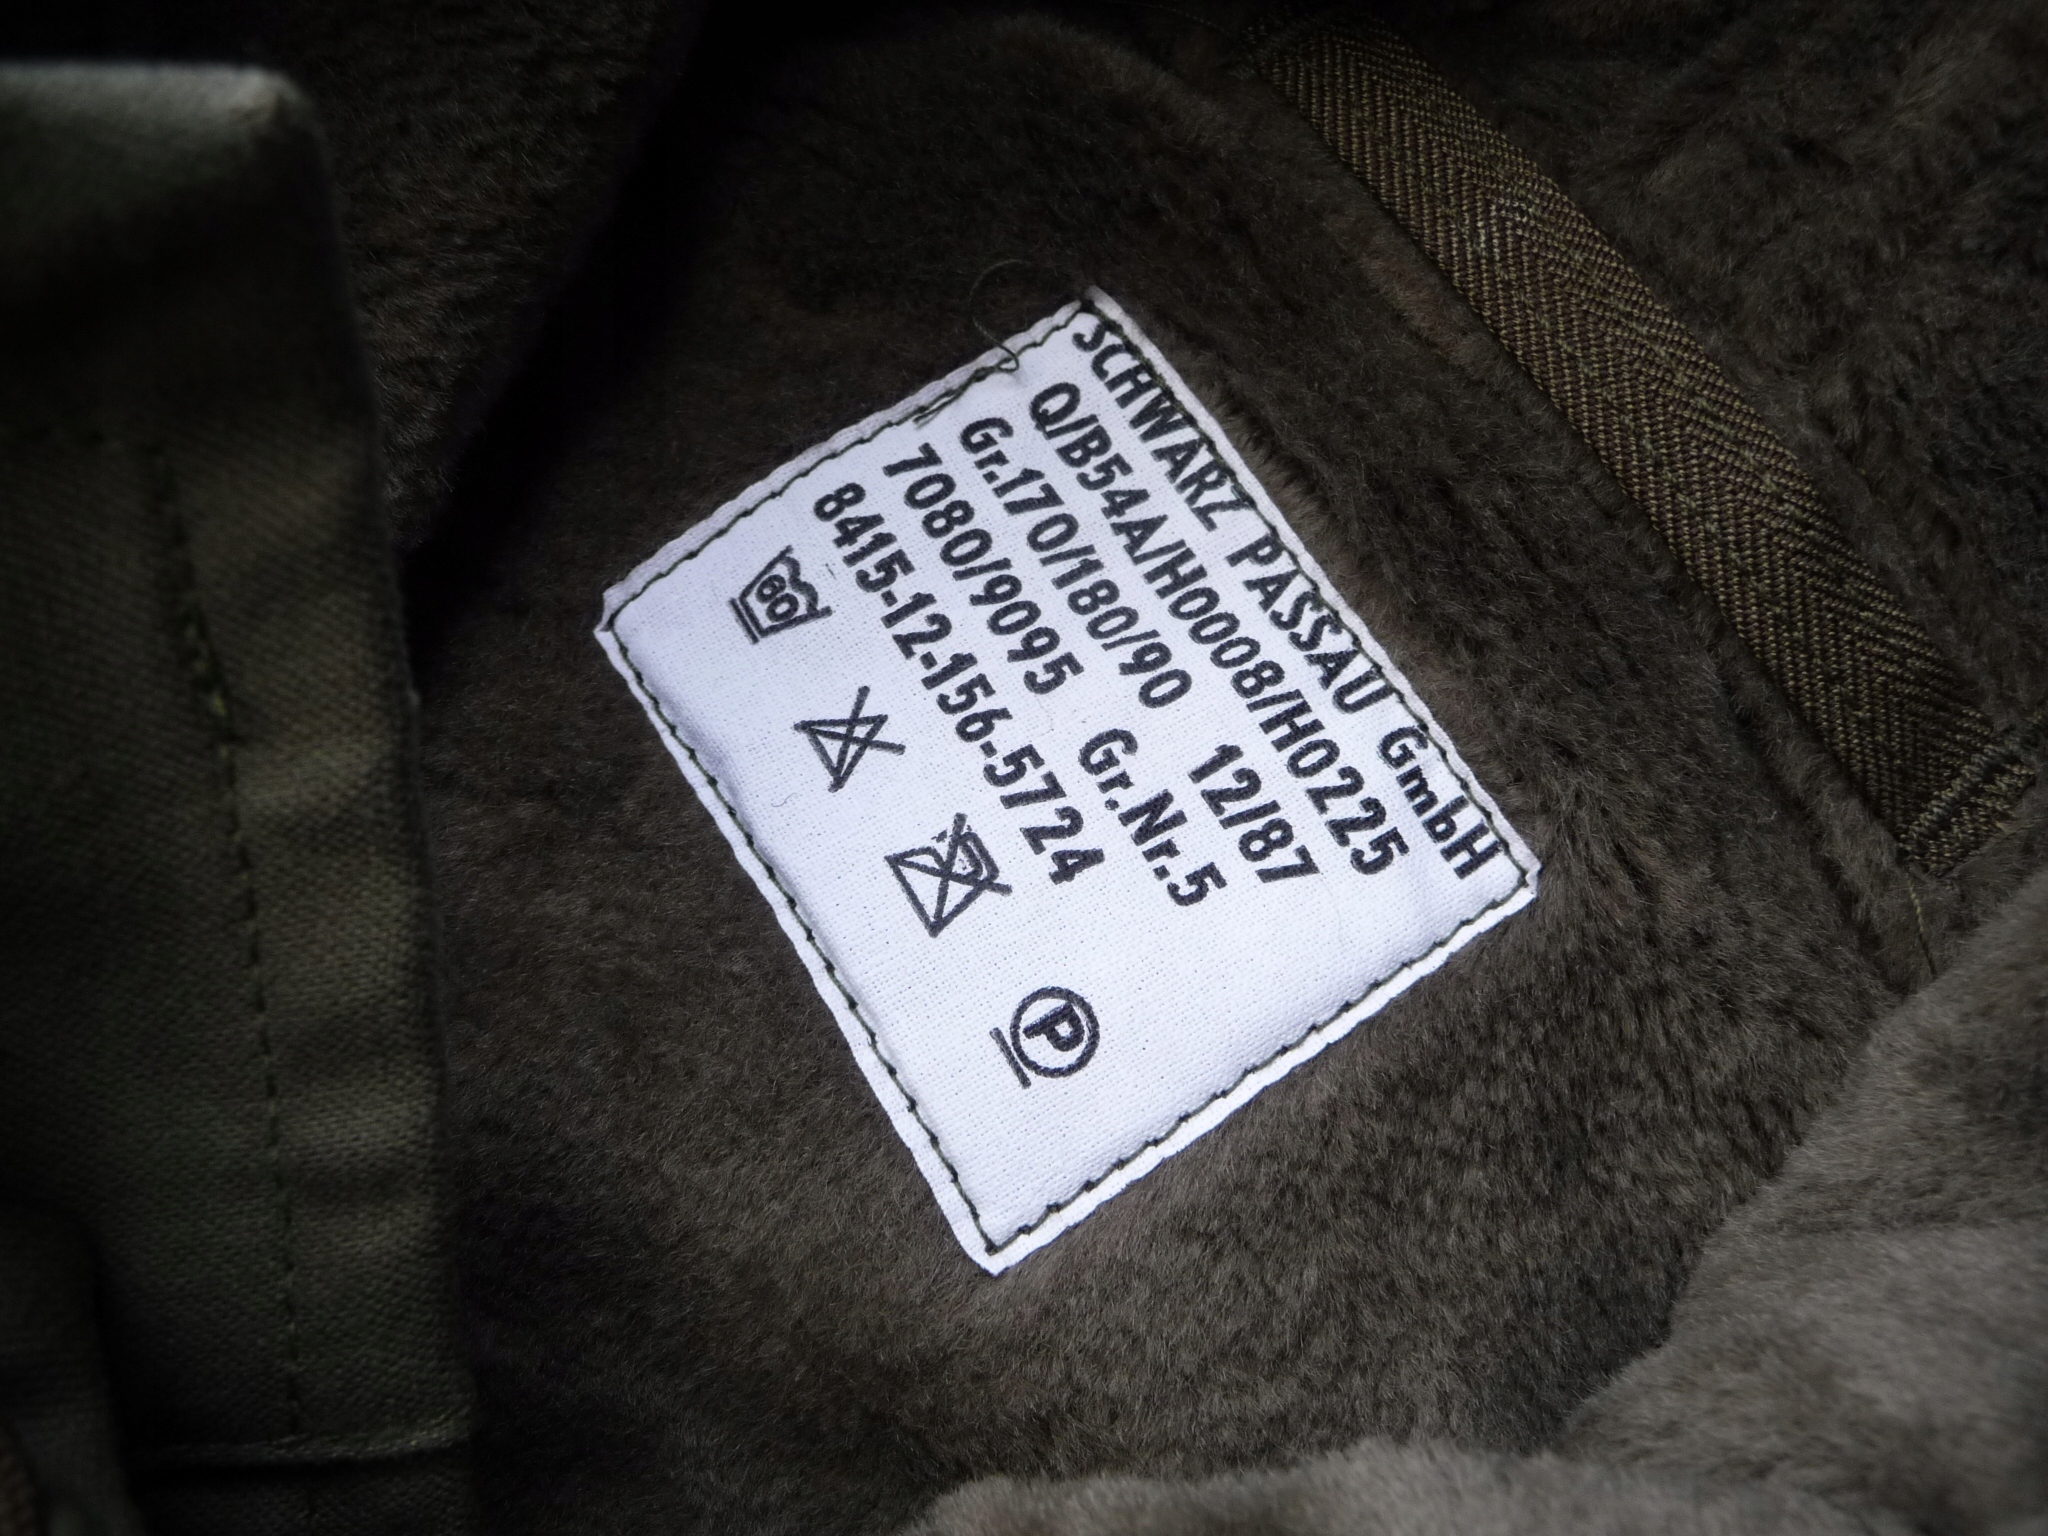 SCHWARZ PASSAU GmbH
Q/B54A/H0008/H0225
Gr.170/180/90 12/87
7080/9095 Gr.Nr.5
8415-12-156-5724
60
P